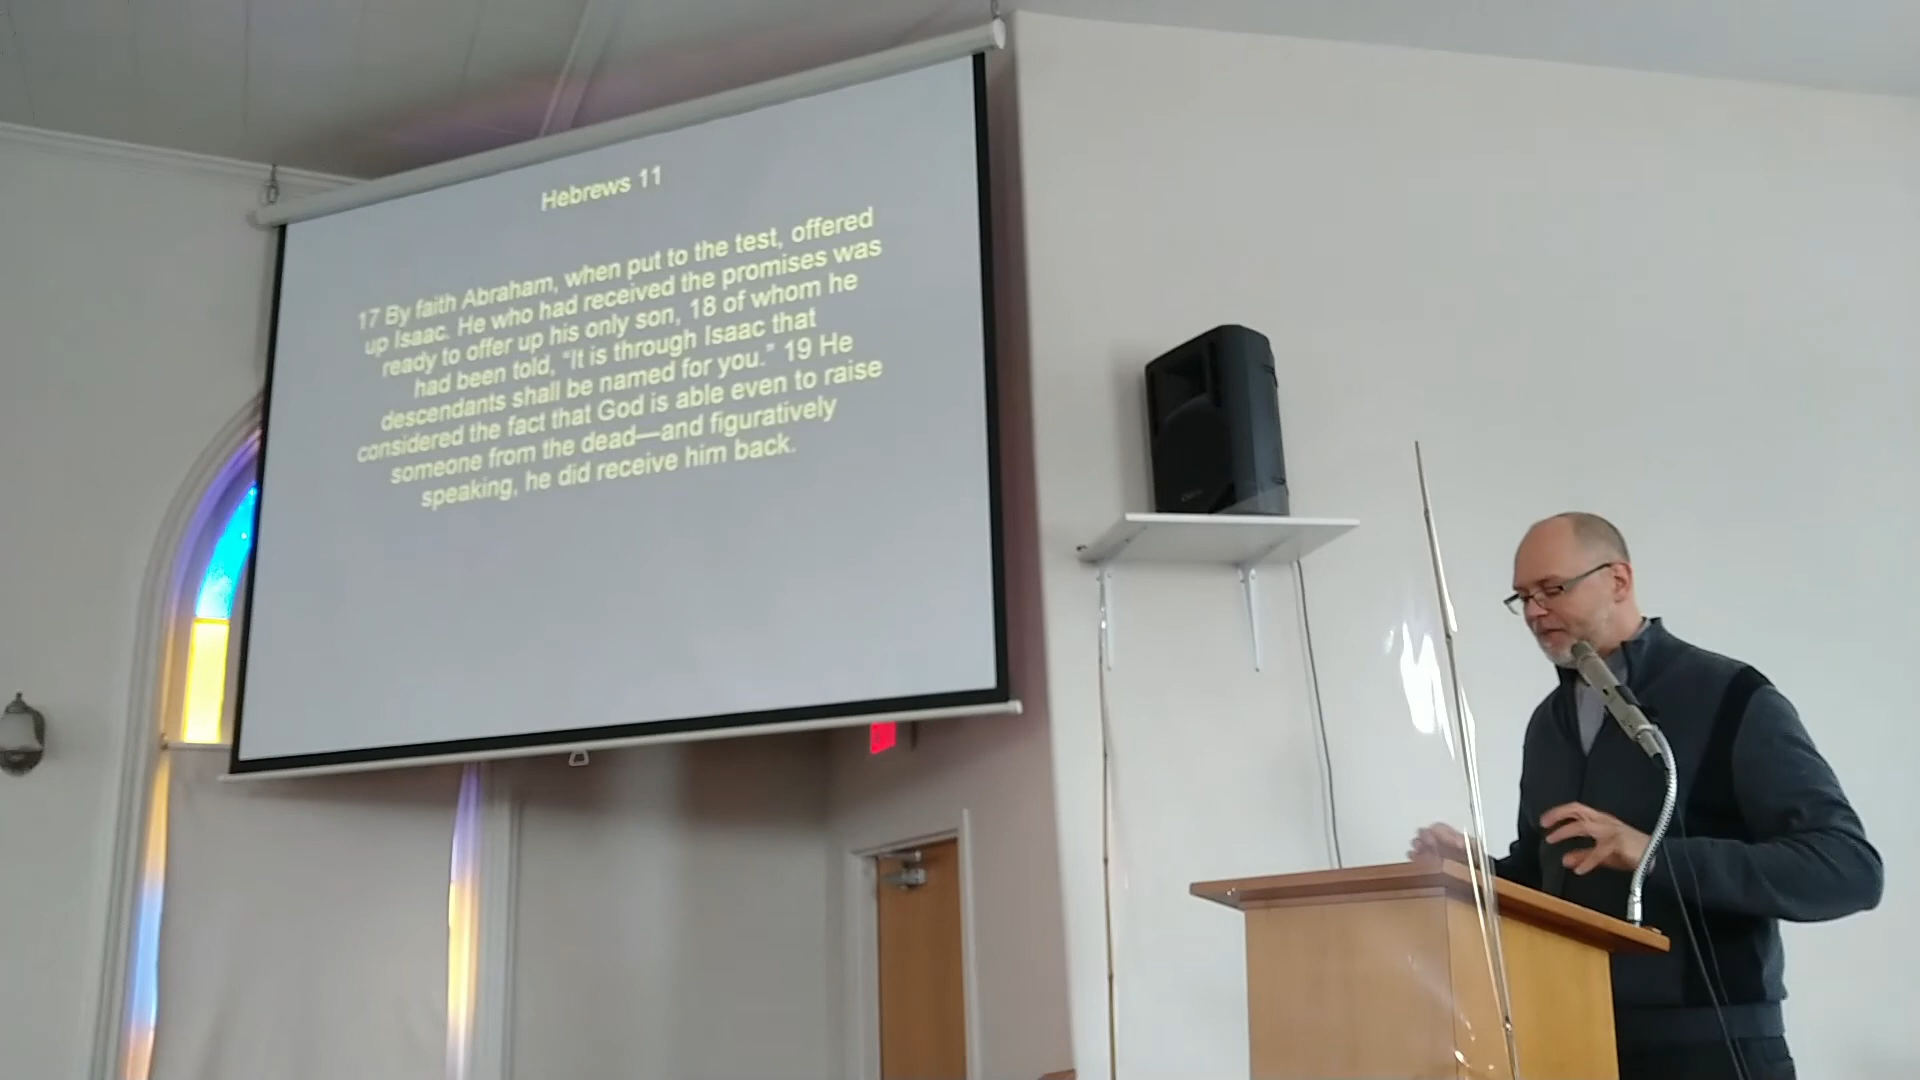 Hebrews 11
17 By faith Abraham, when put to the test, offered
up Isaac. He who had received the promises was
ready to offer up his only son, 18 of whom he
had been told, “It is through Isaac that
descendants shall be named for you.” 19 He
considered the fact that God is able even to raise
someone from the dead—and figuratively
speaking, he did receive him back.